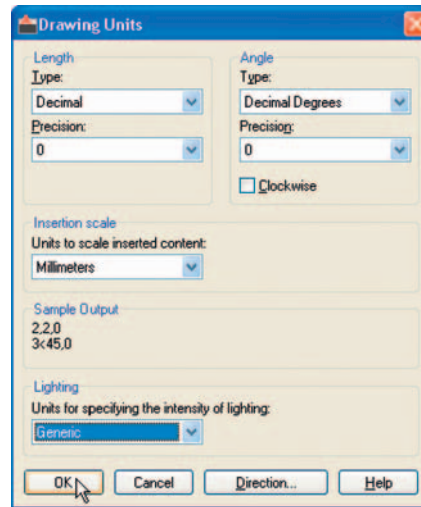 Drawing Units
Length
Type:
Decimal
Precision:
0
Angle
Type:
Decimal Degrees
Precision:
0
Clockwise
Insertion scale
Units to scale inserted content:
Millimeters
Sample Output
2,2,0
3<45,0
Lighting
Units for specifying the intensity of lighting:
Generic
OK Cancel Direction... Help